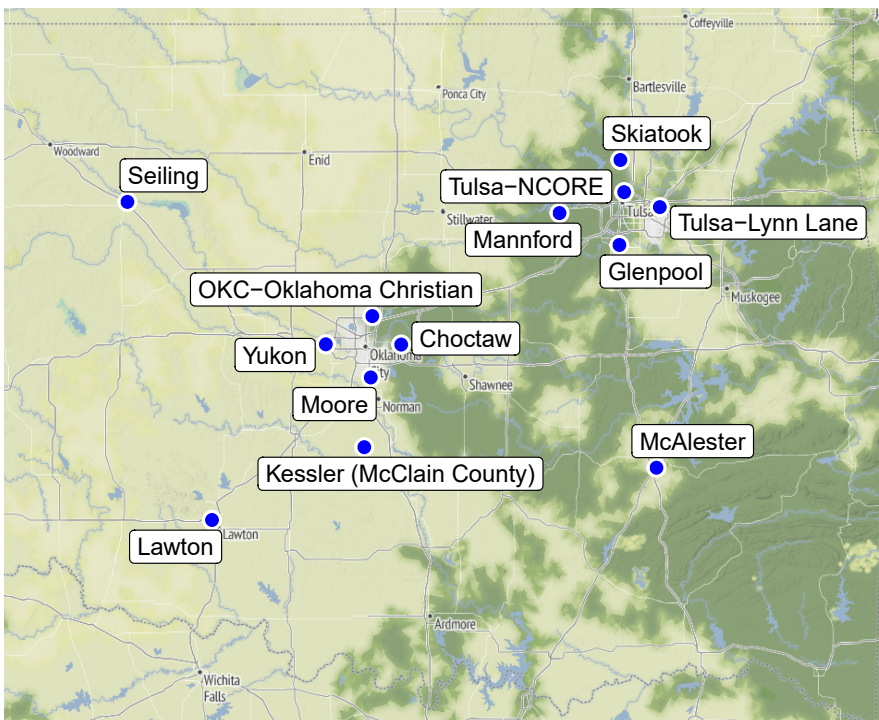 Coffeyville
Ponca City
Bartlesville
Skiatook
Woodward
Enid
Seiling
Tulsa−NCORE
Tulsa
Stillwater
Tulsa−Lynn Lane
Mannford
Glenpool
OKC−Oklahoma Christian
Muskogee
Choctaw
Yukon
Oklahoma
City
Shawnee
Moore
Norman
McAlester
Kessler (McClain County)
Lawton
Lawton
Ardmore
Wichita
Falls